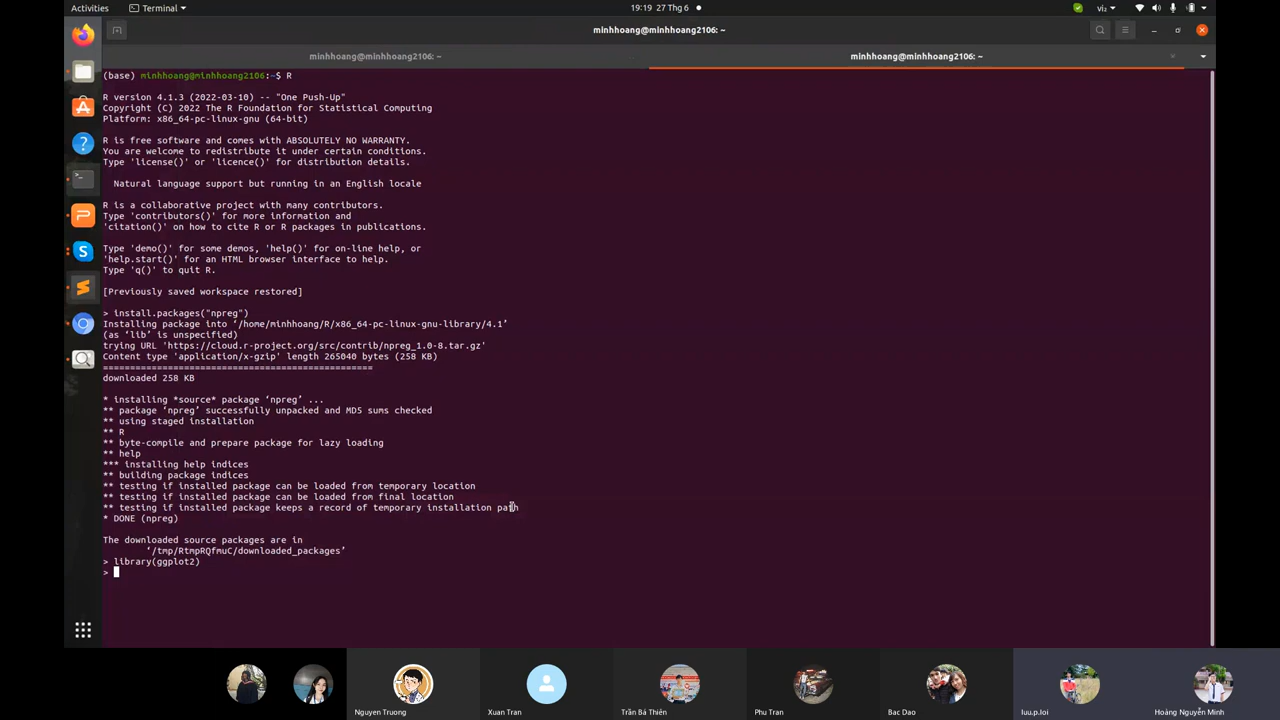 Activities
Terminal
19:19 27 Thg 6
vi₂
minhhoang@minhhoang2106: ~
minhhoang@minhhoang2106: ~
minhhoang@minhhoang2106: ~
(base) minhhoang@minhhoang2106:~$ R
R version 4.1.3 (2022-03-10) -- "One Push-Up"
Copyright (C) 2022 The R Foundation for Statistical Computing
Platform: x86_64-pc-linux-gnu (64-bit)
R is free software and comes with ABSOLUTELY NO WARRANTY.
You are welcome to redistribute it under certain conditions.
Type 'license()' or 'licence()' for distribution details.
Natural language support but running in an English locale
R is a collaborative project with many contributors.
Type 'contributors()' for more information and
'citation()' on how to cite R or R packages in publications.
Type 'demo()' for some demos, 'help()' for on-line help, or
'help.start()' for an HTML browser interface to help.
Type 'q()' to quit R.
[Previously saved workspace restored]
> install.packages("npreg")
Installing package into ‘/home/minhhoang/R/x86_64-pc-linux-gnu-library/4.1’
(as ‘lib’ is unspecified)
trying URL 'https://cloud.r-project.org/src/contrib/npreg_1.0-8.tar.gz'
Content type 'application/x-gzip' length 265040 bytes (258 KB)
==================================================
downloaded 258 KB
* installing *source* package ‘npreg’ ...
** package ‘npreg’ successfully unpacked and MD5 sums checked
** using staged installation
** R
** byte-compile and prepare package for lazy loading
** help
*** installing help indices
** building package indices
** testing if installed package can be loaded from temporary location
** testing if installed package can be loaded from final location
** testing if installed package keeps a record of temporary installation path
* DONE (npreg)
The downloaded source packages are in
‘/tmp/RtmpRQfmuC/downloaded_packages’
> library(ggplot2)
>
Nguyen Truong
Xuan Tran
Trần Bá Thiên
Phu Tran
Bac Dao
luu.p.loi
Hoàng Nguyên Minh